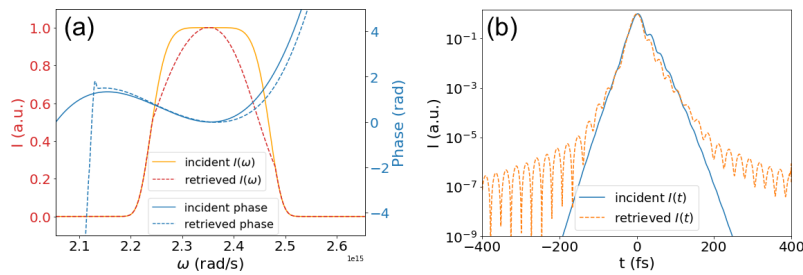 (a)
1.0
0.8
0.6
0.4
0.2
0.0
I (a.u.)
4
2
0
−2
−4
Phase (rad)
incident I(ω)
retrieved I(ω)
incident phase
retrieved phase
2.1 2.2 2.3 2.4 2.5 2.6
1e15
ω (rad/s)
(b)
10⁻¹
10⁻³
10⁻⁵
10⁻⁷
10⁻⁹
I (a.u.)
incident I(t)
retrieved I(t)
−400 −200 0 200 400
t (fs)